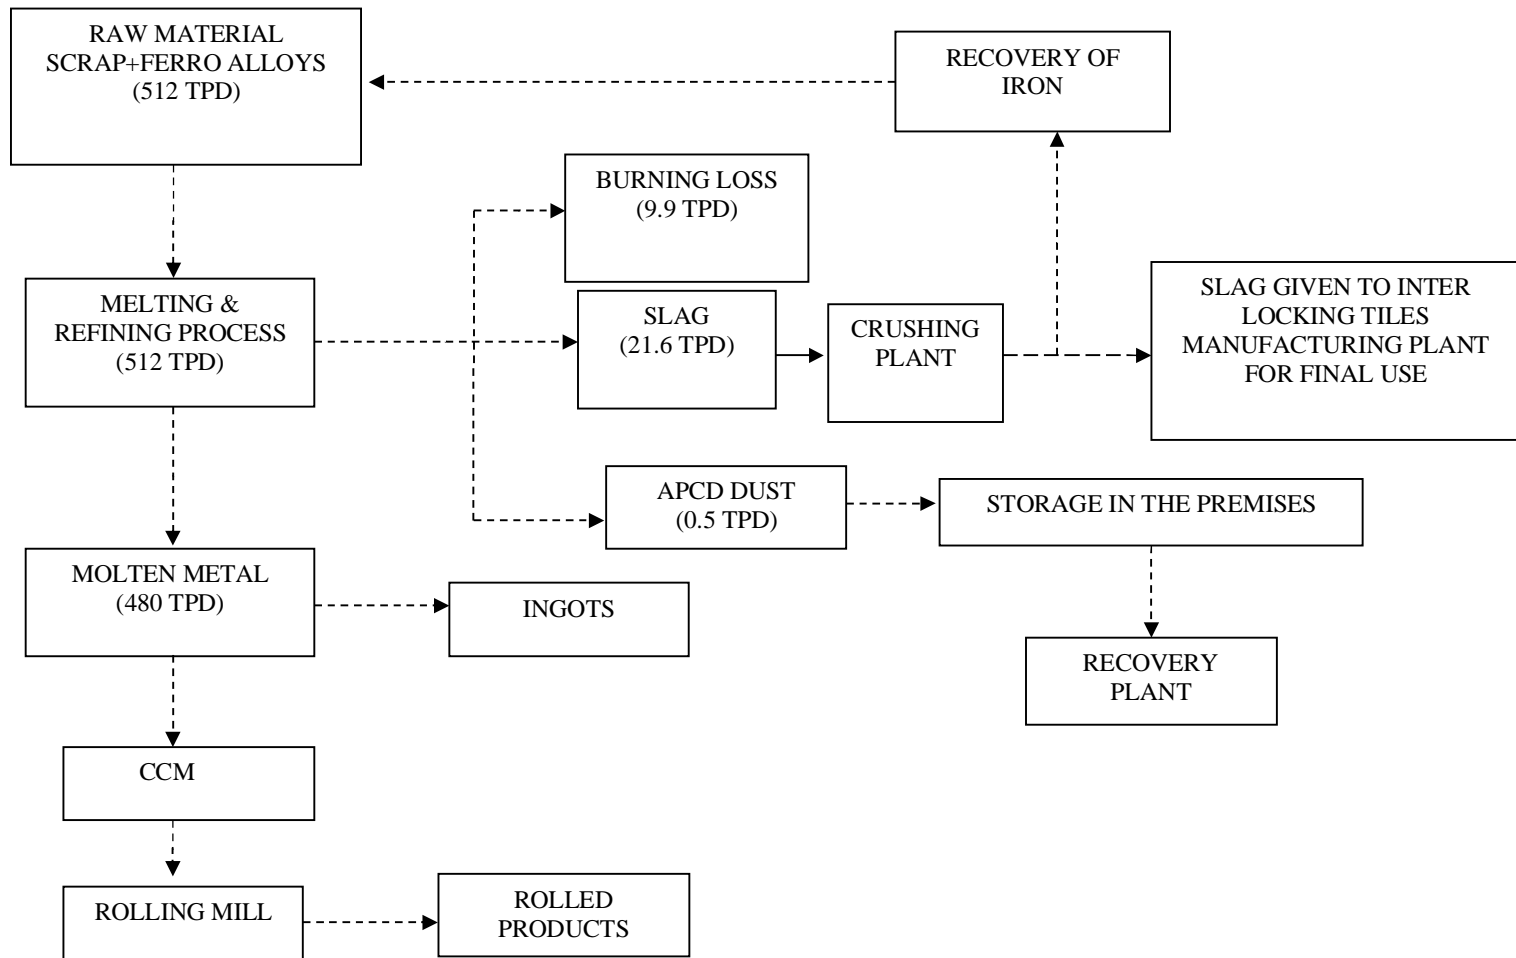 RAW MATERIAL
SCRAP+FERRO ALLOYS
(512 TPD)
RECOVERY OF
IRON
BURNING LOSS
(9.9 TPD)
MELTING &
REFINING PROCESS
(512 TPD)
SLAG
(21.6 TPD)
CRUSHING
PLANT
SLAG GIVEN TO INTER
LOCKING TILES
MANUFACTURING PLANT
FOR FINAL USE
APCD DUST
(0.5 TPD)
STORAGE IN THE PREMISES
MOLTEN METAL
(480 TPD)
INGOTS
RECOVERY
PLANT
CCM
ROLLING MILL
ROLLED
PRODUCTS